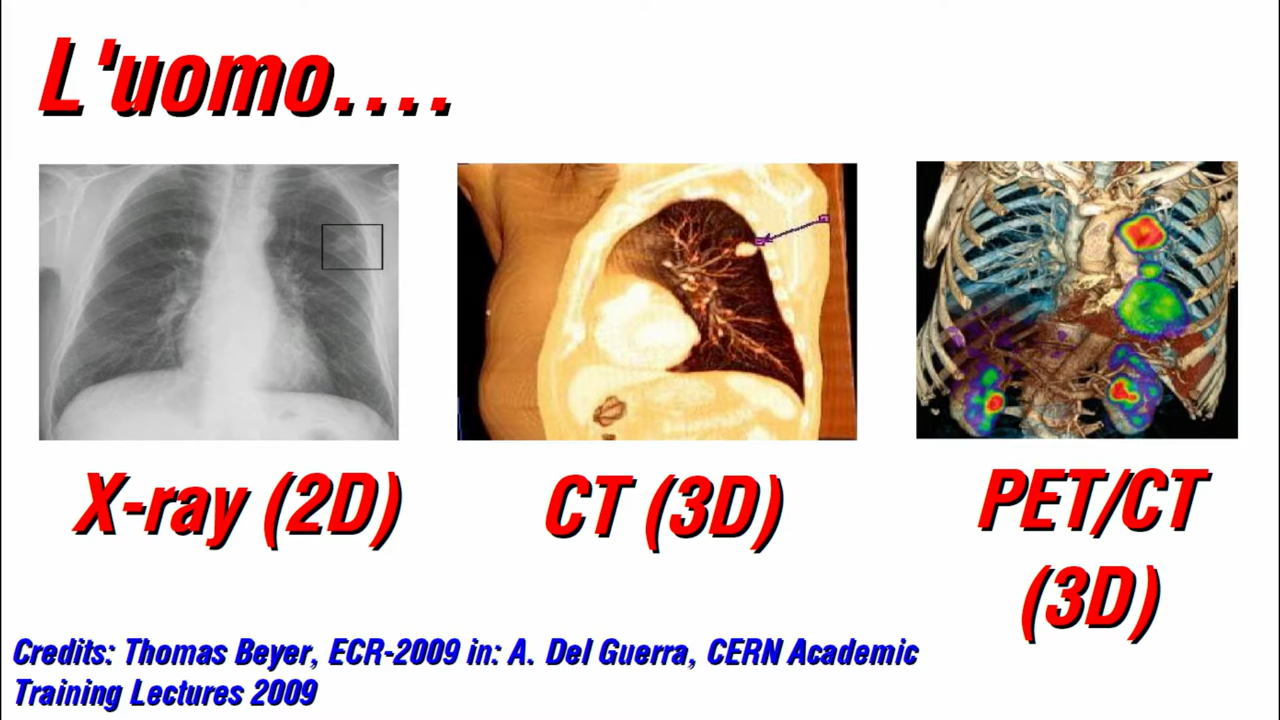 L'uomo....
X-ray (2D)
CT (3D)
PET/CT
(3D)
Credits: Thomas Beyer, ECR-2009 in: A. Del Guerra, CERN Academic
Training Lectures 2009